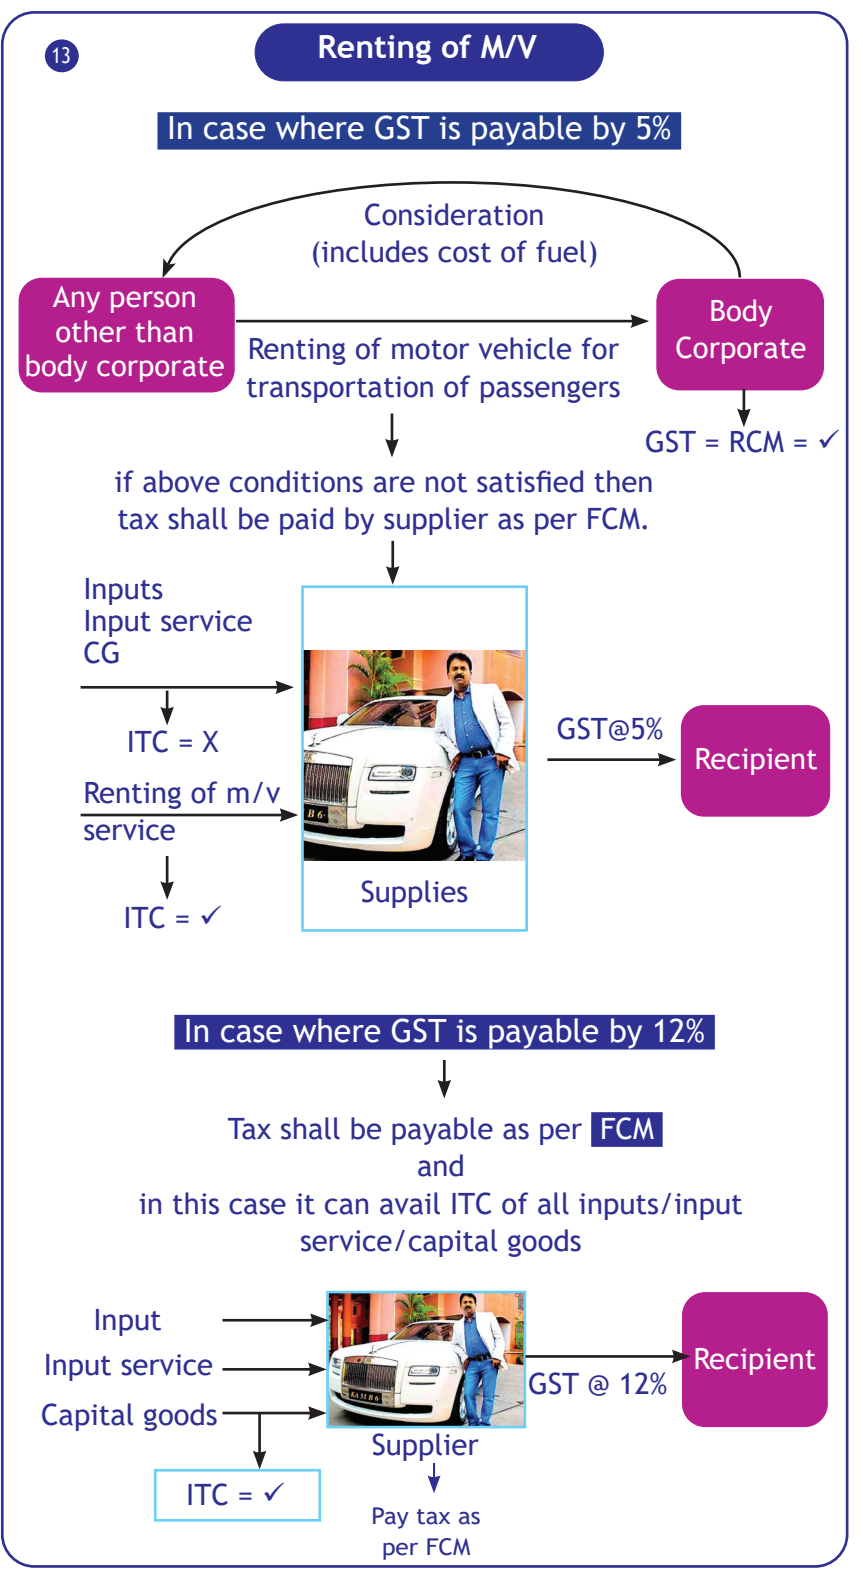 13
Renting of M/V
In case where GST is payable by 5%
Consideration
(includes cost of fuel)
Any person
other than
body corporate
Body
Corporate
Renting of motor vehicle for
transportation of passengers
GST = RCM = ✓
if above conditions are not satisfied then
tax shall be paid by supplier as per FCM.
Inputs
Input service
CG
ITC = X
Renting of m/v
service
ITC = ✓
B 6
Supplies
GST@5%
Recipient
In case where GST is payable by 12%
Tax shall be payable as per FCM
and
in this case it can avail ITC of all inputs/input
service/capital goods
Input
Input service
Capital goods
ITC = ✓
KA 51 B 6
Supplier
Pay tax as
per FCM
GST @ 12%
Recipient